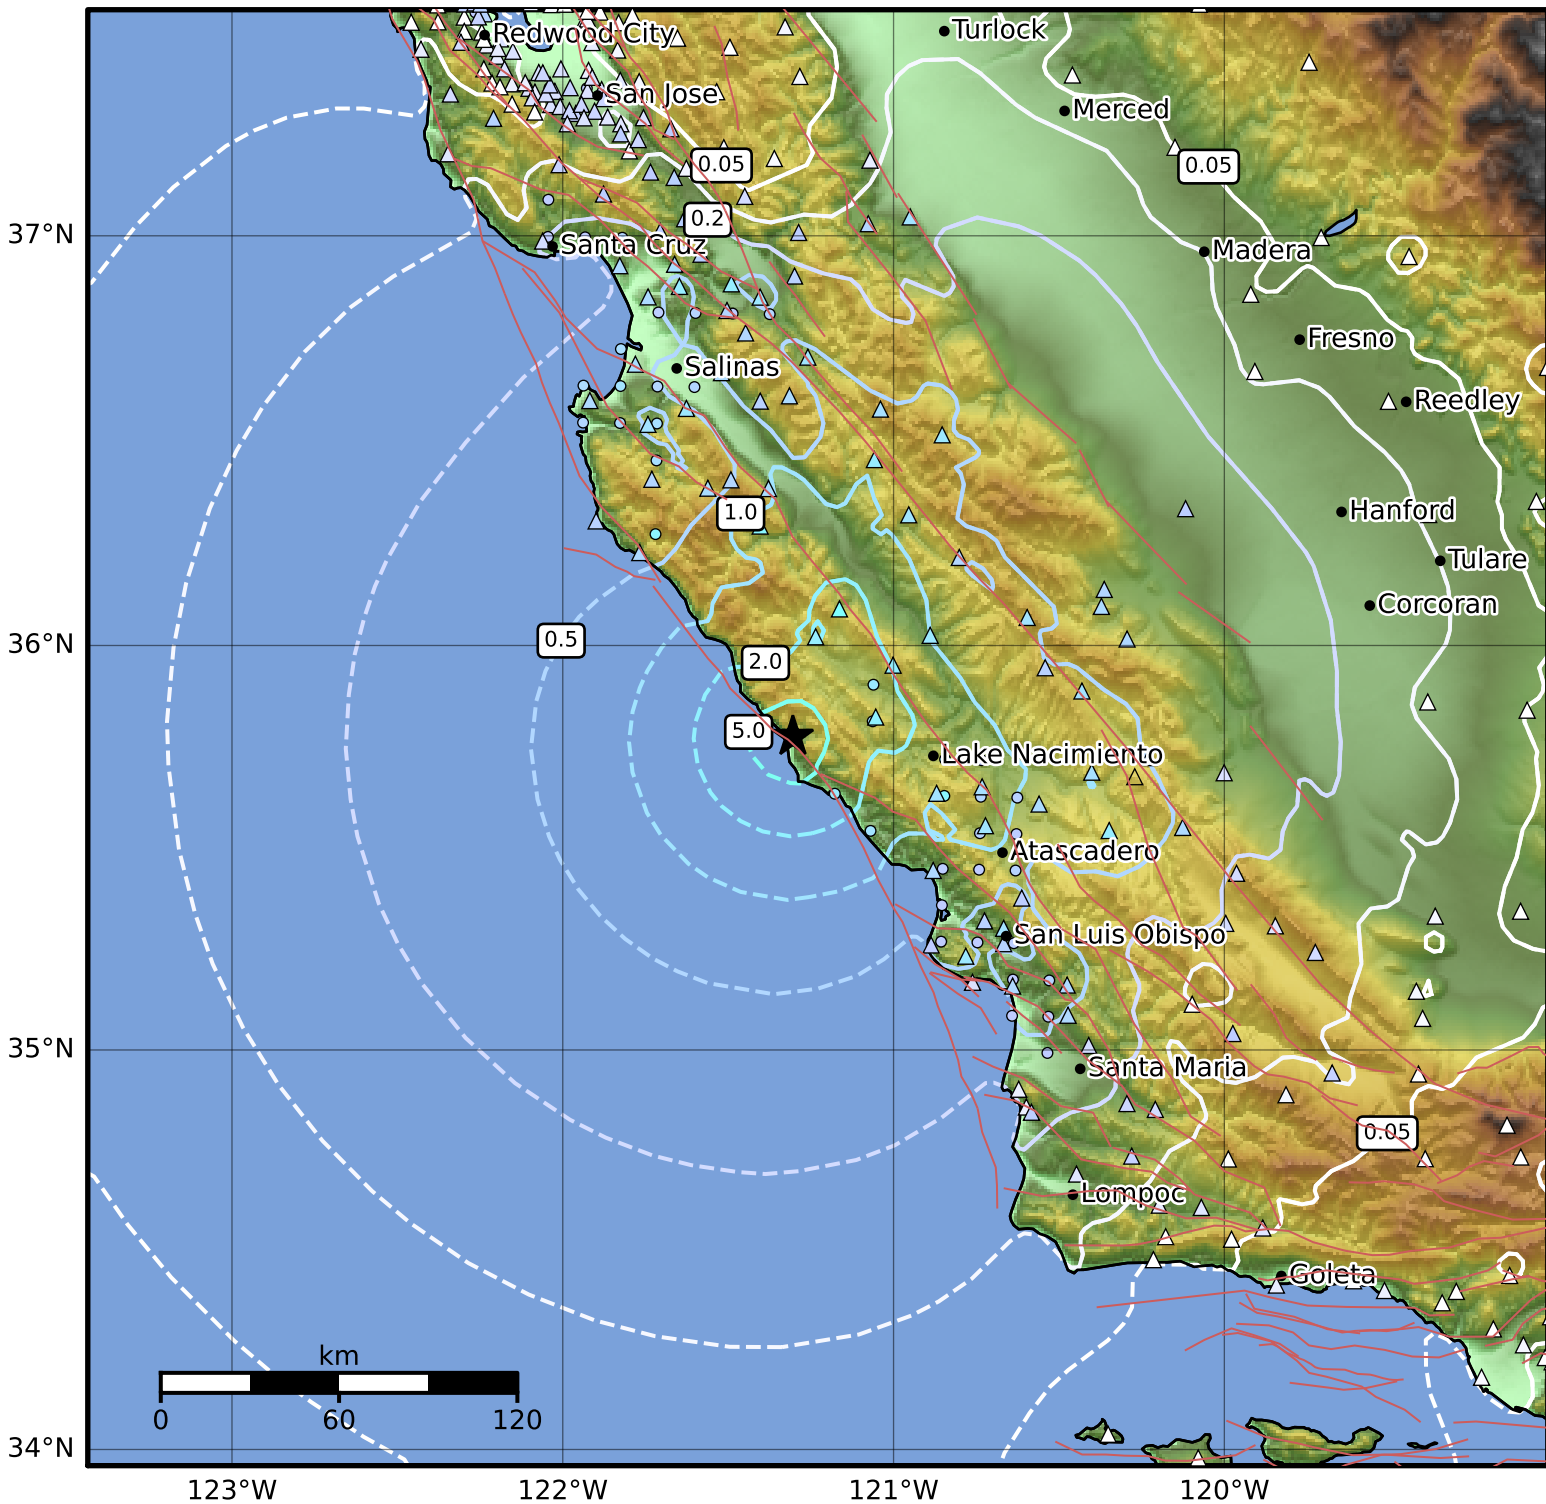 Redwood City
Turlock
San Jose
Merced
0.05
0.05
0.2
37°N
Santa Cruz
Madera
Fresno
Salinas
Reedley
1.0
Hanford
Tulare
Corcoran
0.5
36°N
2.0
5.0
Lake Nacimiento
Atascadero
San Luis Obispo
35°N
Santa Maria
0.05
Lompoc
Goleta
km
0 60 120
34°N
123°W 122°W 121°W 120°W